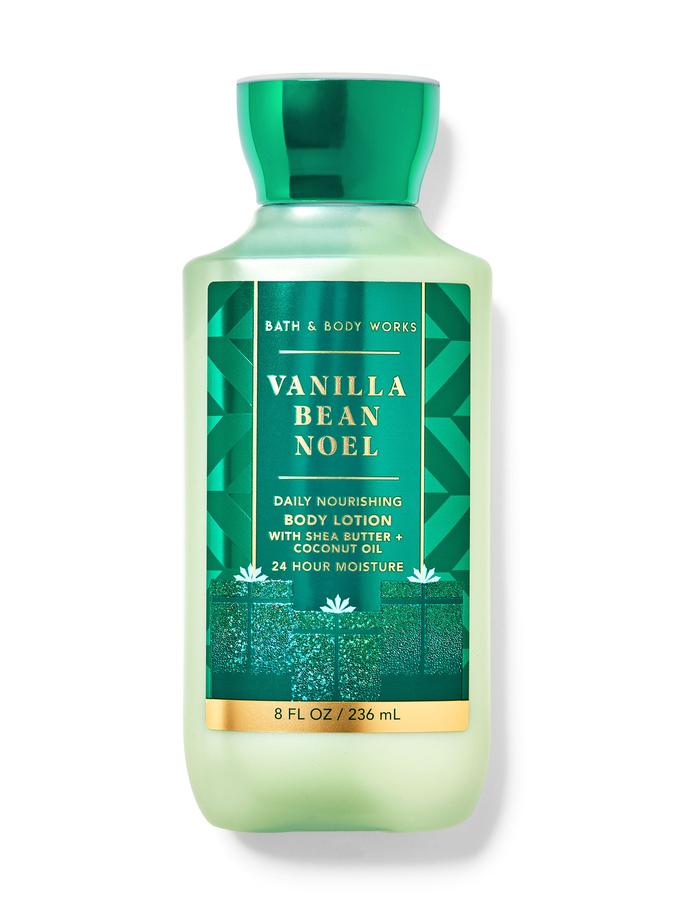 BATH & BODY WORKS
VANILLA
BEAN
NOEL
DAILY NOURISHING
BODY LOTION
WITH SHEA BUTTER +
COCONUT OIL
24 HOUR MOISTURE
8 FL OZ / 236 mL